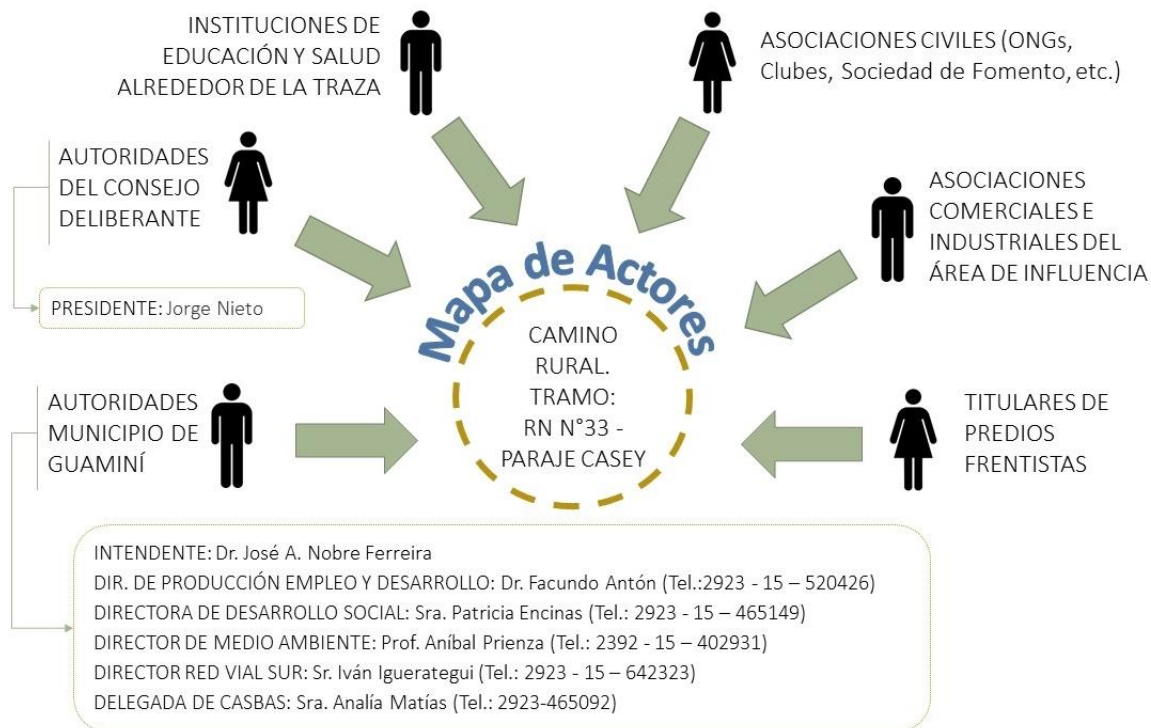 INSTITUCIONES DE
EDUCACIÓN Y SALUD
ALREDEDOR DE LA TRAZA
ASOCIACIONES CIVILES (ONGs,
Clubes, Sociedad de Fomento, etc.)
AUTORIDADES
DEL CONSEJO
DELIBERANTE
PRESIDENTE: Jorge Nieto
ASOCIACIONES
COMERCIALES E
INDUSTRIALES DEL
ÁREA DE INFLUENCIA
Mapa de Actores
CAMINO
RURAL.
TRAMO:
RN N°33 -
PARAJE CASEY
AUTORIDADES
MUNICIPIO DE
GUAMINÍ
TITULARES DE
PREDIOS
FRENTISTAS
INTENDENTE: Dr. José A. Nobre Ferreira
DIR. DE PRODUCCIÓN EMPLEO Y DESARROLLO: Dr. Facundo Antón (Tel.:2923 - 15 – 520426)
DIRECTORA DE DESARROLLO SOCIAL: Sra. Patricia Encinas (Tel.: 2923 - 15 – 465149)
DIRECTOR DE MEDIO AMBIENTE: Prof. Aníbal Prienza (Tel.: 2392 - 15 – 402931)
DIRECTOR RED VIAL SUR: Sr. Iván Iguerategui (Tel.: 2923 - 15 – 642323)
DELEGADA DE CASBAS: Sra. Analía Matías (Tel.: 2923-465092)